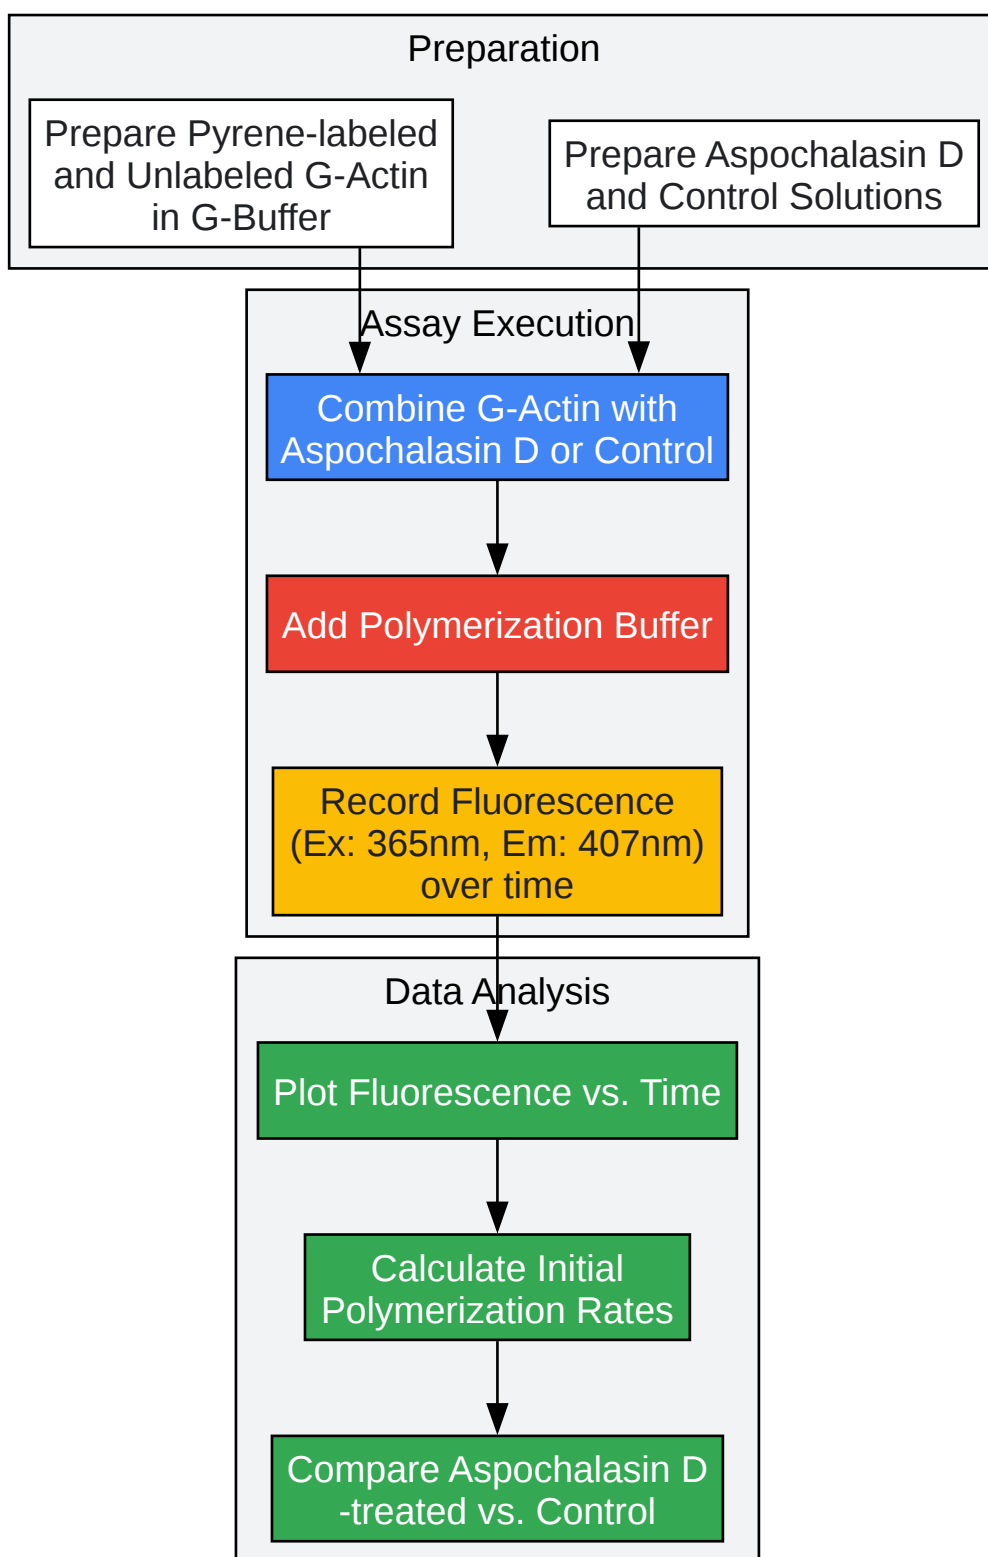 Preparation
Prepare Pyrene-labeled
and Unlabeled G-Actin
in G-Buffer
Prepare Aspochalasin D
and Control Solutions
Assay Execution
Combine G-Actin with
Aspochalasin D or Control
Add Polymerization Buffer
Record Fluorescence
(Ex: 365nm, Em: 407nm)
over time
Data Analysis
Plot Fluorescence vs. Time
Calculate Initial
Polymerization Rates
Compare Aspochalasin D
-treated vs. Control